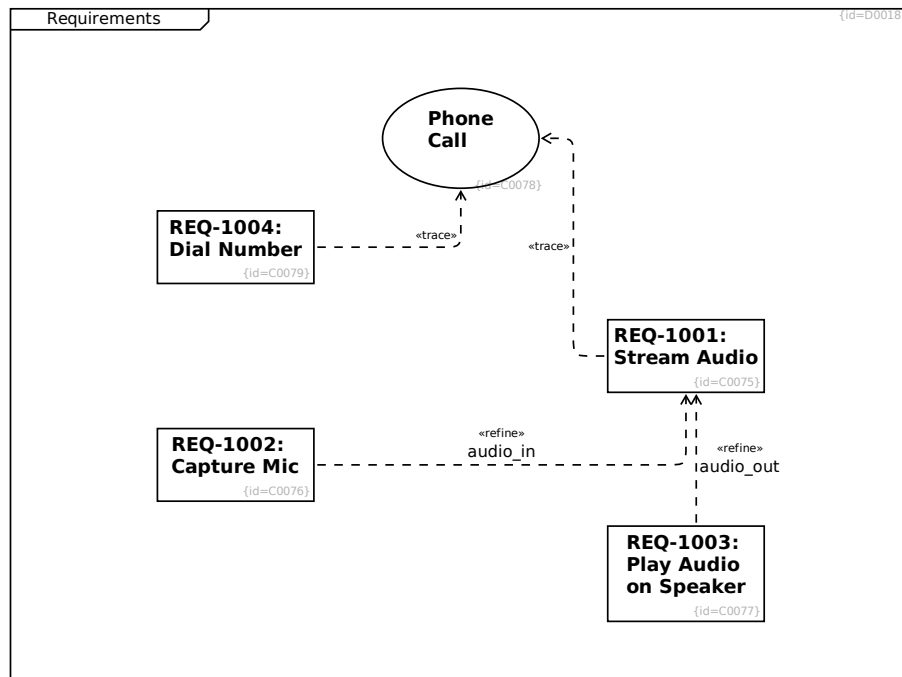 Requirements
{id=D0018
Phone
Call
{id=C0078}
REQ-1004:
Dial Number
{id=C0079}
«trace»
«trace»
REQ-1001:
Stream Audio
{id=C0075}
REQ-1002:
Capture Mic
{id=C0076}
«refine»
audio_in
«refine»
audio_out
REQ-1003:
Play Audio
on Speaker
{id=C0077}